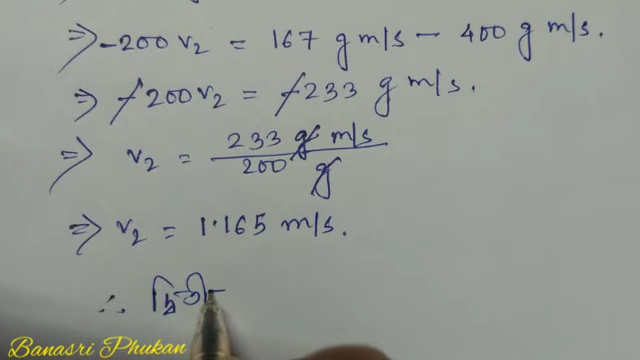 ⇒ -200 v₂ = 167 g m/s - 400 g m/s.
⇒ -200 v₂ = -233 g m/s.
⇒ v₂ = 233 g m/s / 200 g
⇒ v₂ = 1.165 m/s.
∴ দ্বিতী
Banasri Phukan